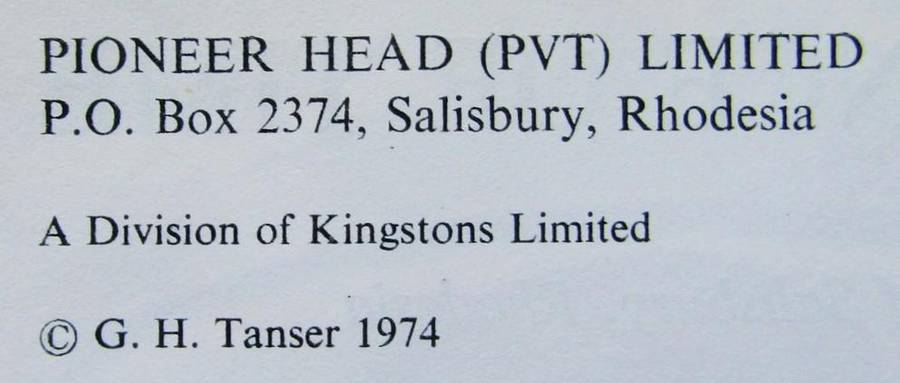 PIONEER HEAD (PVT) LIMITED
P.O. Box 2374, Salisbury, Rhodesia
A Division of Kingstons Limited
© G. H. Tanser 1974